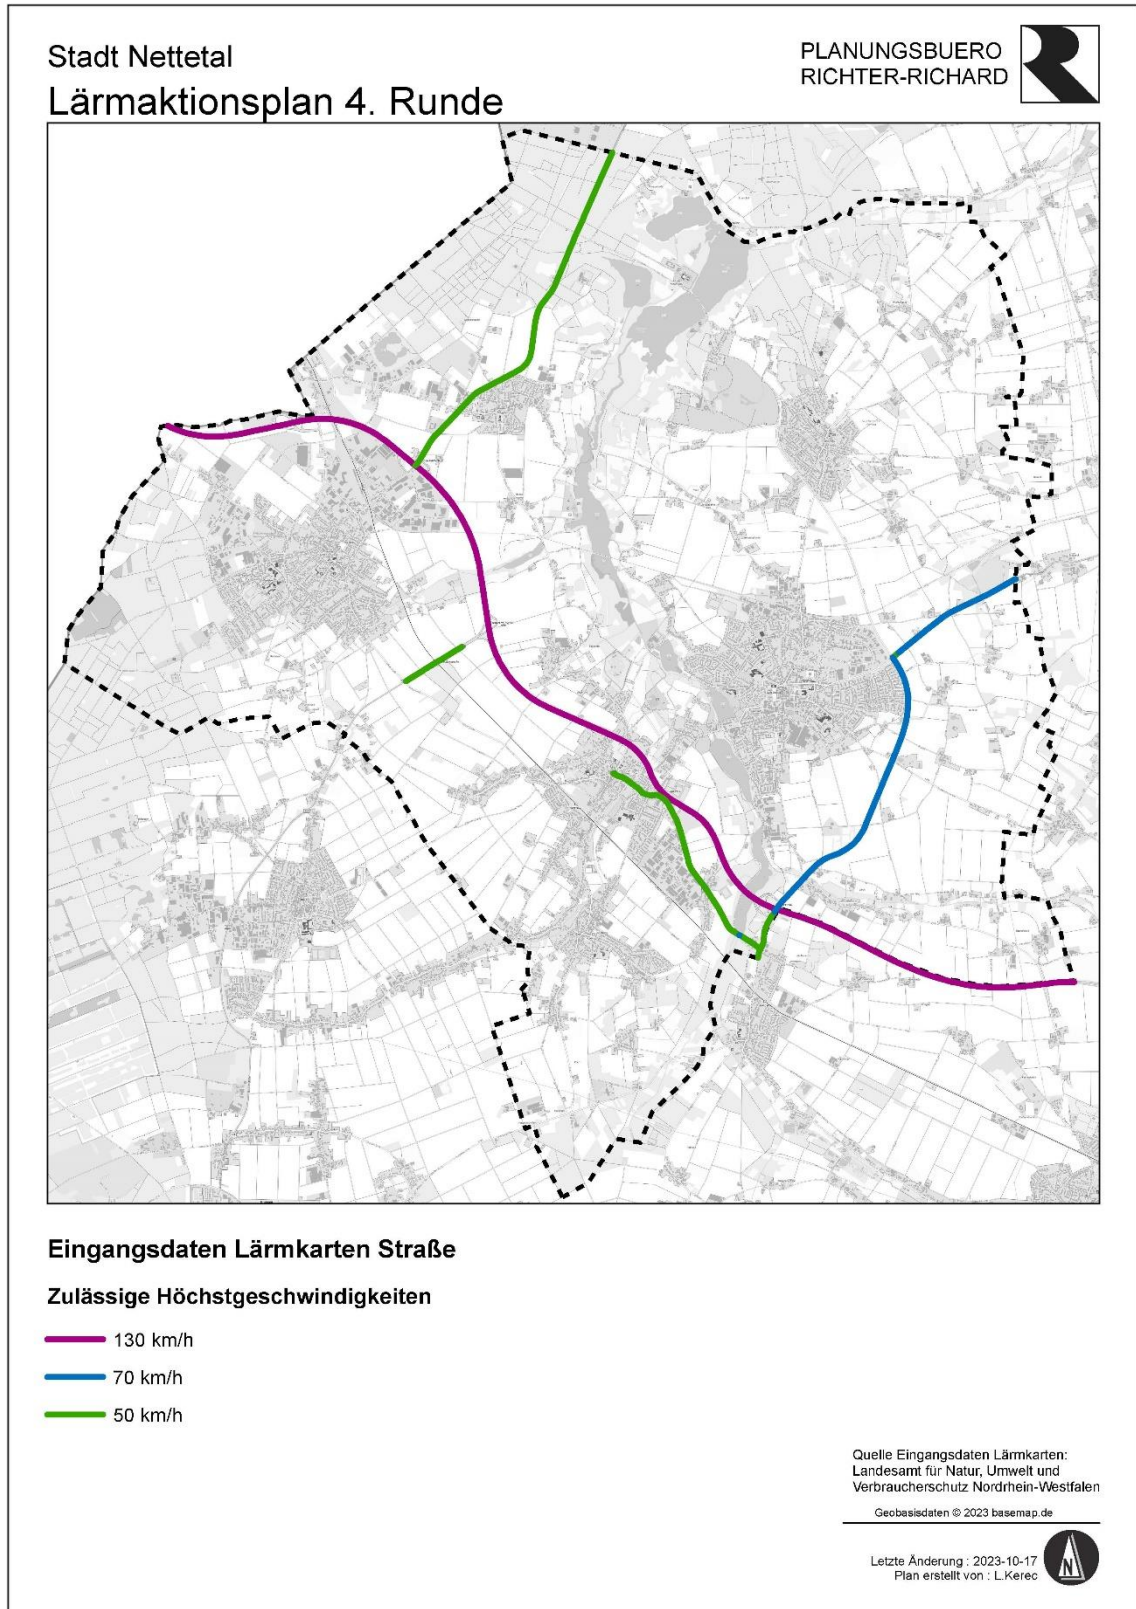 Stadt Nettetal
Lärmaktionsplan 4. Runde
PLANUNGSBUERO
RICHTER-RICHARD
Eingangsdaten Lärmkarten Straße
Zulässige Höchstgeschwindigkeiten
130 km/h
70 km/h
50 km/h
Quelle Eingangsdaten Lärmkarten:
Landesamt für Natur, Umwelt und
Verbraucherschutz Nordrhein-Westfalen
Geobasisdaten © 2023 basemap.de
Letzte Änderung : 2023-10-17
Plan erstellt von : L.Kerec
N